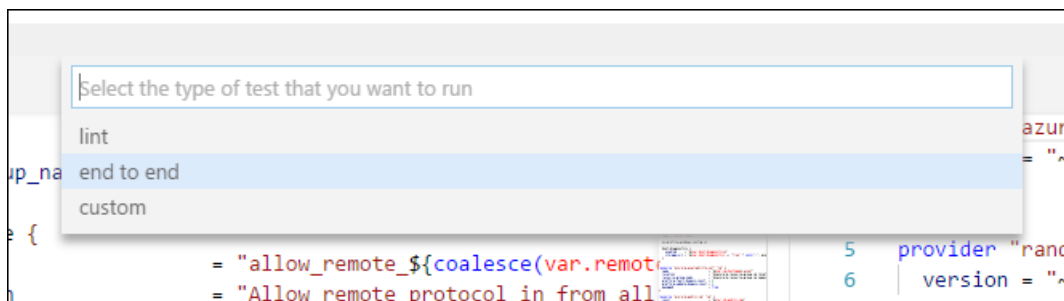 Select the type of test that you want to run
lint
end to end
custom
azur
= "~
up_na
e {
= "allow_remote_${coalesce(var.remot
= "Allow remote protocol in from all
5 provider "rand
6 version = "